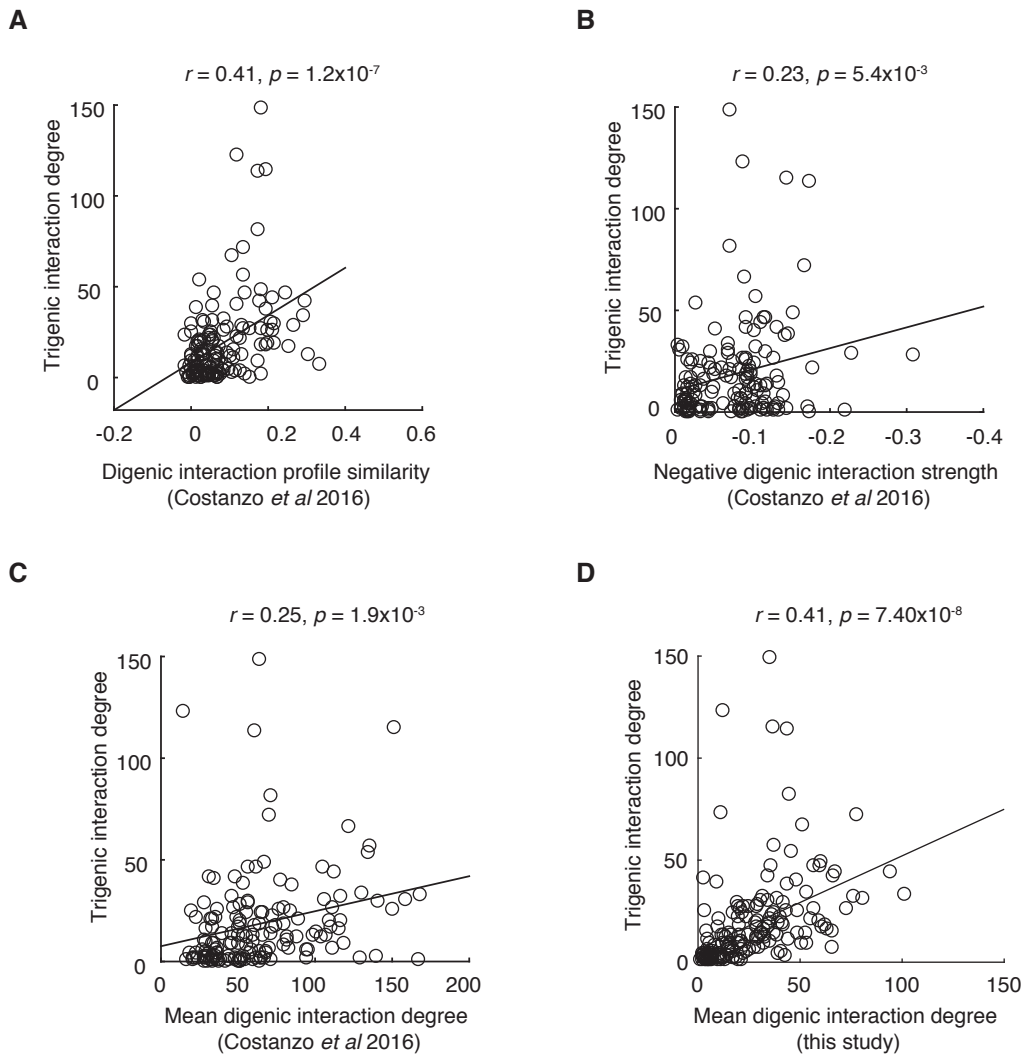 A
r = 0.41, p = 1.2x10-7
150
100
50
0
-0.2
0
0.2
0.4
0.6
Trigenic interaction degree
Digenic interaction profile similarity
(Costanzo et al 2016)
B
r = 0.23, p = 5.4x10-3
150
100
50
0
0
-0.1
-0.2
-0.3
-0.4
Trigenic interaction degree
Negative digenic interaction strength
(Costanzo et al 2016)
C
r = 0.25, p = 1.9x10-3
150
100
50
0
0
50
100
150
200
Trigenic interaction degree
Mean digenic interaction degree
(Costanzo et al 2016)
D
r = 0.41, p = 7.40x10-8
150
100
50
0
0
50
100
150
Trigenic interaction degree
Mean digenic interaction degree
(this study)